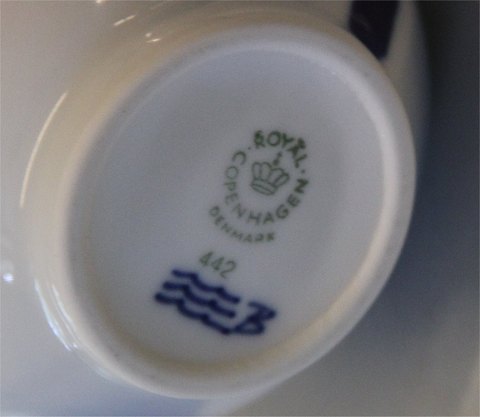 ROYAL
COPENHAGEN
DENMARK
442
B